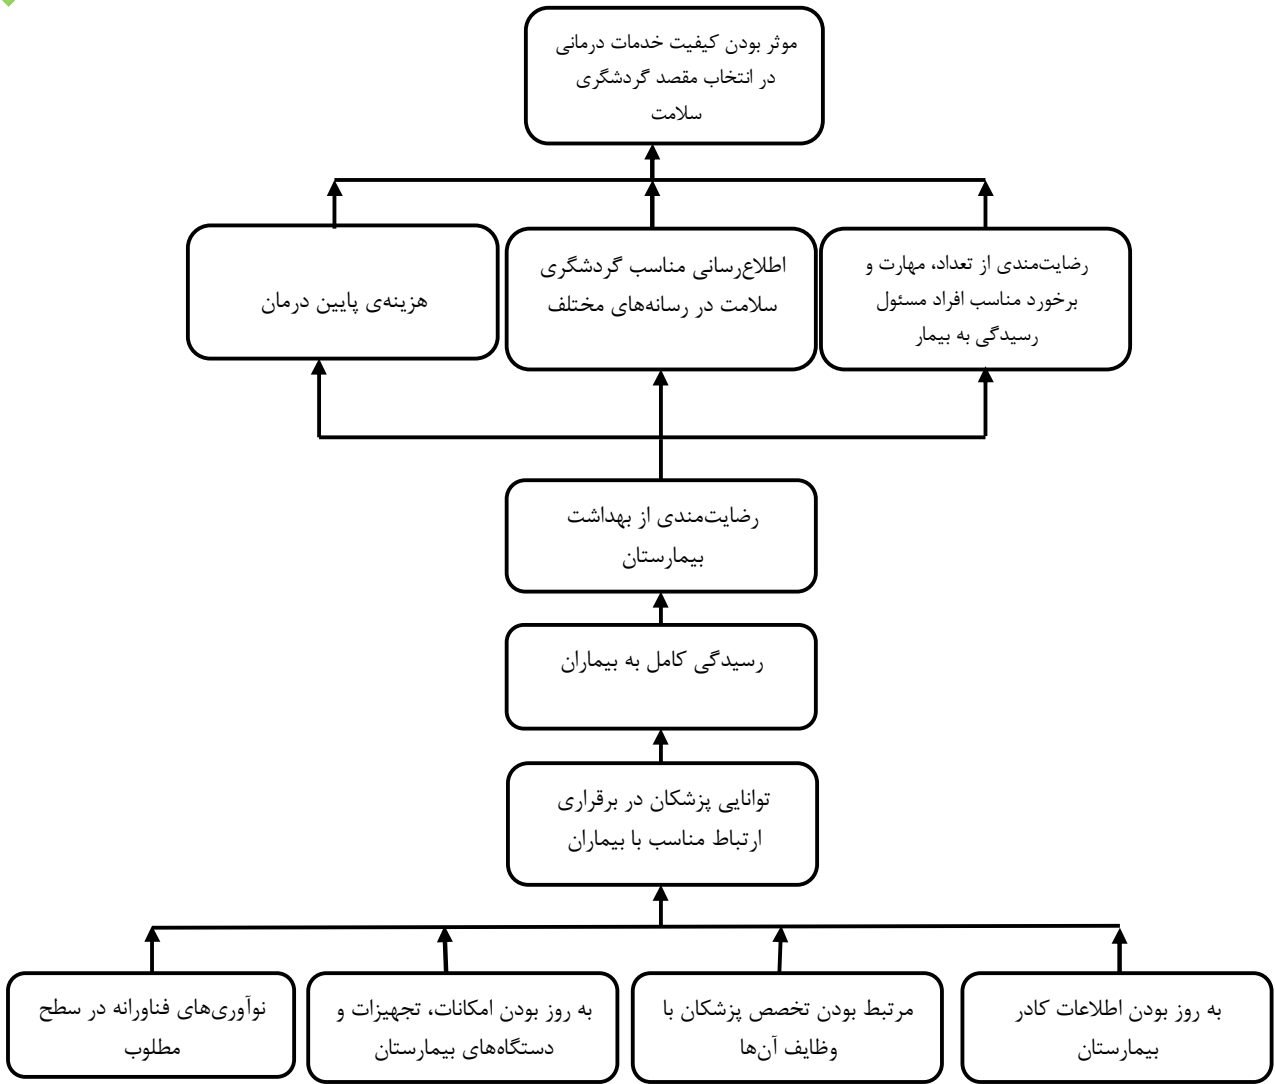 موثر بودن کیفیت خدمات درمانی
در انتخاب مقصد گردشگری
سلامت
رضایت‌مندی از تعداد، مهارت و
برخورد مناسب افراد مسئول
رسیدگی به بیمار
اطلاع‌رسانی مناسب گردشگری
سلامت در رسانه‌های مختلف
هزینه‌ی پایین درمان
رضایت‌مندی از بهداشت
بیمارستان
رسیدگی کامل به بیماران
توانایی پزشکان در برقراری
ارتباط مناسب با بیماران
به روز بودن اطلاعات کادر
بیمارستان
مرتبط بودن تخصص پزشکان با
وظایف آن‌ها
به روز بودن امکانات، تجهیزات و
دستگاه‌های بیمارستان
نوآوری‌های فناورانه در سطح
مطلوب